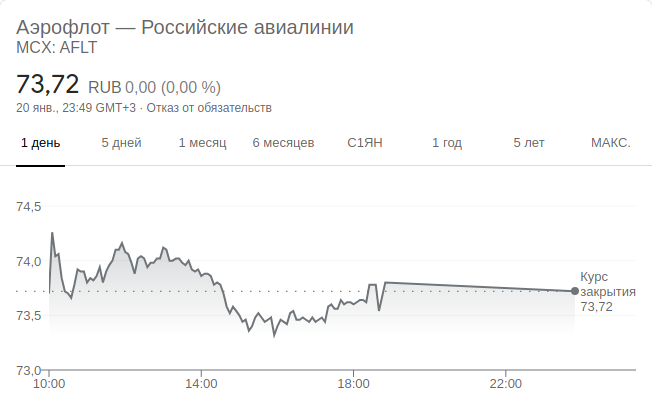 Аэрофлот — Российские авиалинии
MCX: AFLT
73,72 RUB 0,00 (0,00 %)
20 янв., 23:49 GMT+3 · Отказ от обязательств
1 день 5 дней 1 месяц 6 месяцев С1ЯН 1 год 5 лет МАКС.
74,5
74,0
Курс
закрытия
73,72
73,5
73,0
10:00 14:00 18:00 22:00